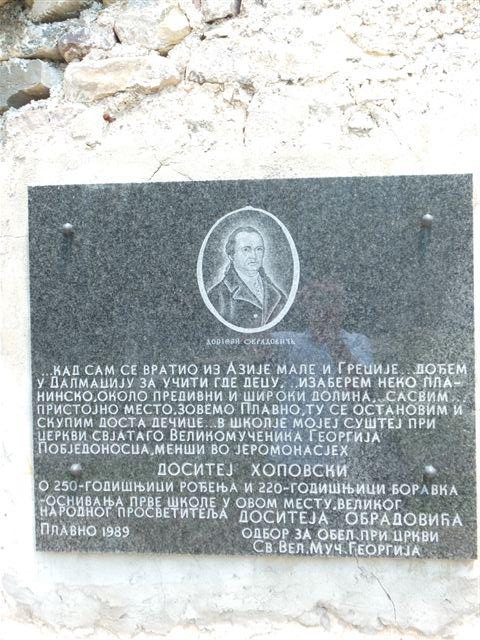 ДОСІѲЕЙ ОБРАДОВИЧЬ
...КАД САМ СЕ ВРАТИО ИЗ АЗИЈЕ МАЛЕ И ГРЕЦИЈЕ...ДОЂЕМ
У ДАЛМАЦИЈУ ЗА УЧИТИ ГДЕ ДЕЦУ,...ИЗАБЕРЕМ НЕКО ПЛА-
НИНСКО,ОКОЛО ПРЕДИВНИ И ШИРОКИ ДОЛИНА,...САСВИМ..
ПРИСТОЈНО МЕСТО,ЗОВЕМО ПЛАВНО,ТУ СЕ ОСТАНОВИМ И
СКУПИМ ДОСТА ДЕЧИЦЕ...В ШКОЛЈЕ МОЈЕЈ СУШТЕЈ ПРИ
ЦЕРКВИ СВЈАТАГО ВЕЛИКОМУЧЕНИКА ГЕОРГИЈА
ПОБЈЕДОНОСЦА,МЕНШИ ВО ЈЕРОМОНАСЈЕХ
ДОСИТЕЈ ХОПОВСКИ
О 250-ГОДИШЊИЦИ РОЂЕЊА И 220-ГОДИШЊИЦИ БОРАВКА
-ОСНИВАЊА ПРВЕ ШКОЛЕ У ОВОМ МЕСТУ,ВЕЛИКОГ
НАРОДНОГ ПРОСВЕТИТЕЉА ДОСИТЕЈА ОБРАДОВИЋА
ПЛАВНО 1989 ОДБОР ЗА ОБЕЛ.ПРИ ЦРКВИ
СВ.ВЕЛ.МУЧ.ГЕОРГИЈА